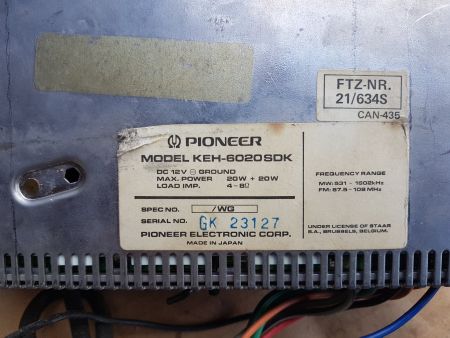 FTZ-NR.
21/634S
CAN-435
PIONEER
MODEL KEH-6020SDK
DC 12V ⊖ GROUND
MAX. POWER 20W + 20W
LOAD IMP. 4-8Ω
FREQUENCY RANGE
MW: 531-1602kHz
FM: 87.5-108 MHz
SPEC NO. /WG
SERIAL NO. GK 23127
PIONEER ELECTRONIC CORP.
MADE IN JAPAN
UNDER LICENSE OF STAAR
S.A., BRUSSELS, BELGIUM.